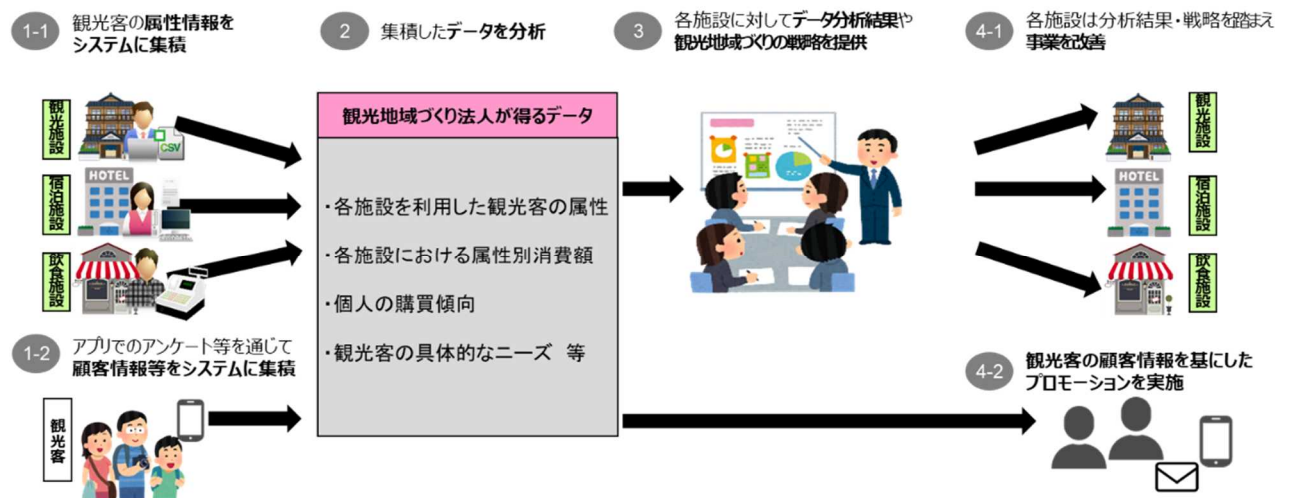 1-1
観光客の属性情報を
システムに集積
2
集積したデータを分析
3
各施設に対してデータ分析結果や
観光地域づくりの戦略を提供
4-1
各施設は分析結果・戦略を踏まえ
事業を改善
観光施設
CSV
HOTEL
宿泊施設
飲食施設
1-2
アプリでのアンケート等を通じて
顧客情報等をシステムに集積
観光客
観光地域づくり法人が得るデータ
・各施設を利用した観光客の属性
・各施設における属性別消費額
・個人の購買傾向
・観光客の具体的なニーズ 等
観光施設
HOTEL
宿泊施設
飲食施設
4-2
観光客の顧客情報を基にした
プロモーションを実施